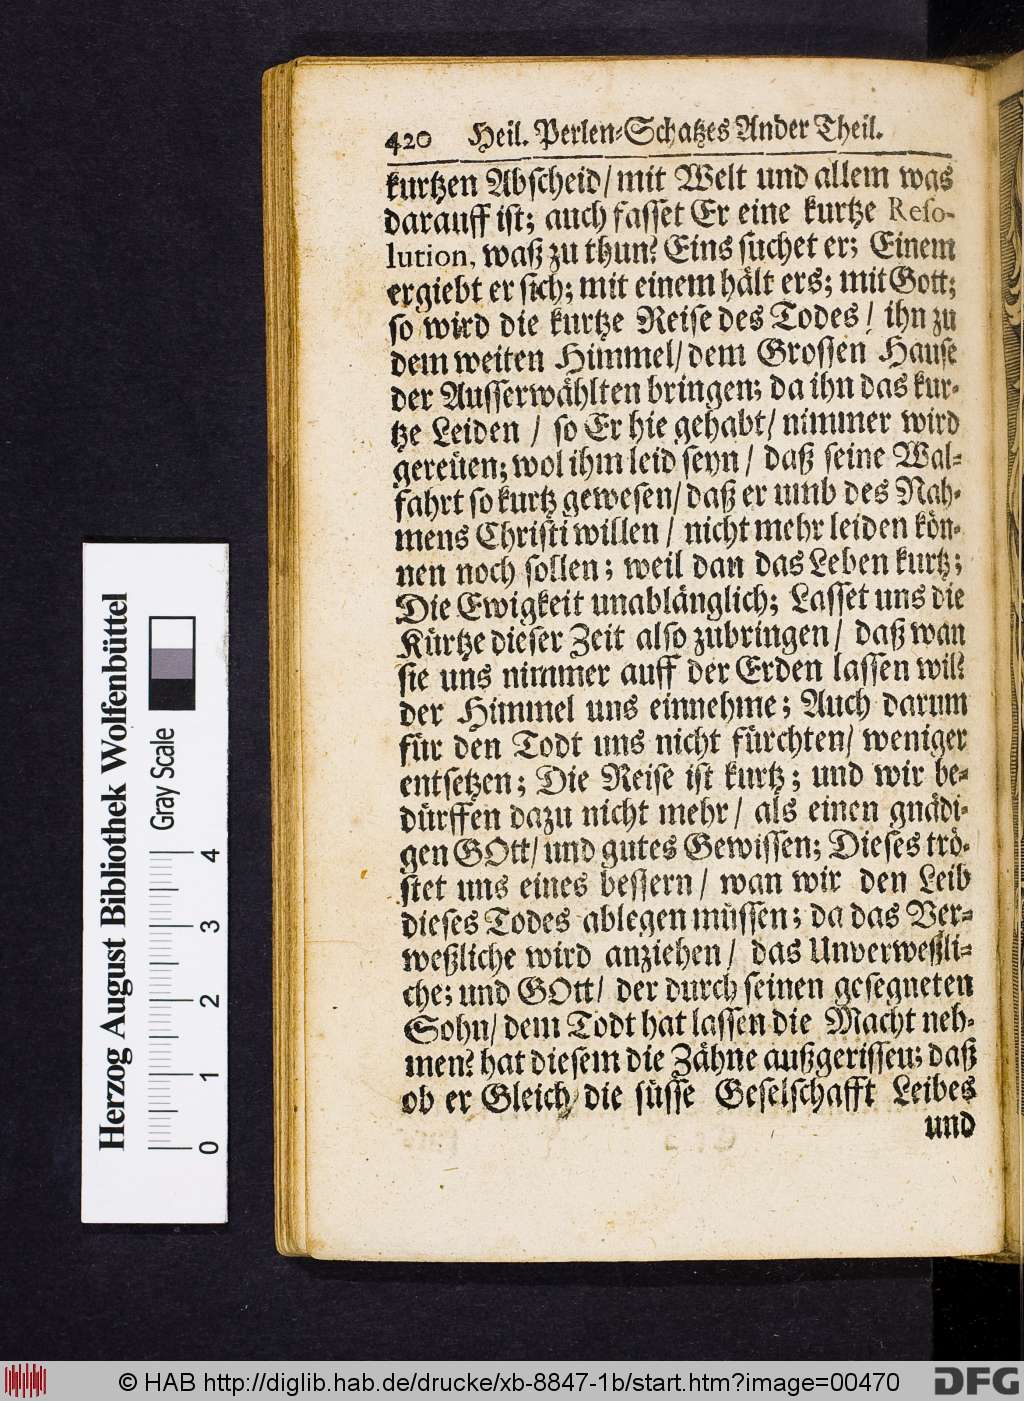 420 Heil. Perlen-Schatzes Ander Theil.
kurtzen Abscheid/ mit Welt und allem was
darauff ist; auch fasset Er eine kurtze Reso-
lution, waß zu thun? Eins suchet er; Einem
ergiebt er sich; mit einem hält ers; mit Gott;
so wird die kurtze Reise des Todes / ihn zu
dem weiten Himmel/ dem Grossen Hause
der Ausserwählten bringen; da ihn das kur-
tze Leiden / so Er hie gehabt/ nimmer wird
gereüen; wol ihm leid seyn / daß seine Wal-
fahrt so kurtz gewesen/ daß er umb des Nah-
mens Christi willen / nicht mehr leiden kön-
nen noch sollen; weil dan das Leben kurtz;
Die Ewigkeit unablänglich; Lasset uns die
Kürtze dieser Zeit also zubringen / daß wan
sie uns nimmer auff der Erden lassen wil?
der Himmel uns einnehme; Auch darum
für den Todt uns nicht fürchten/ weniger
entsetzen; Die Reise ist kurtz; und wir be-
dürffen dazu nicht mehr/ als einen gnädi-
gen GOtt/ und gutes Gewissen; Dieses trö-
stet uns eines bessern / wan wir den Leib
dieses Todes ablegen müssen; da das Ver-
weßliche wird anziehen / das Unverweßli-
che; und GOtt/ der durch seinen gesegneten
Sohn/ dem Todt hat lassen die Macht neh-
men? hat diesem die Zähne außgerissen; daß
ob er Gleich die süsse Geselschafft Leibes
und
Herzog August Bibliothek Wolfenbüttel
Gray Scale
0 1 2 3 4
© HAB http://diglib.hab.de/drucke/xb-8847-1b/start.htm?image=00470
DFG